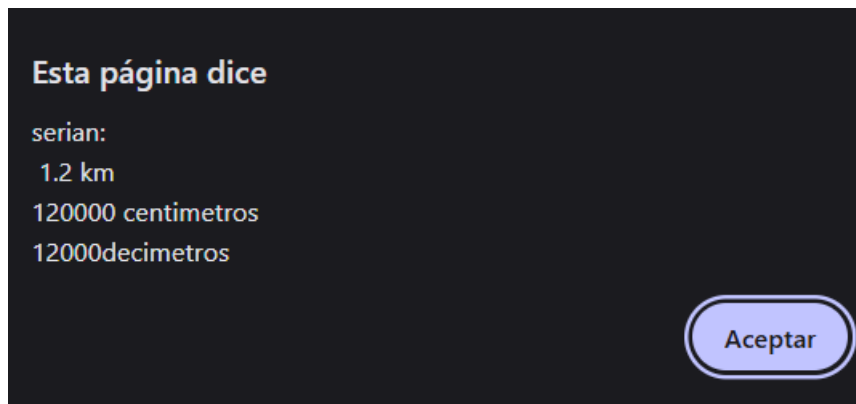 Esta página dice
serian:
1.2 km
120000 centimetros
12000decimetros
Aceptar